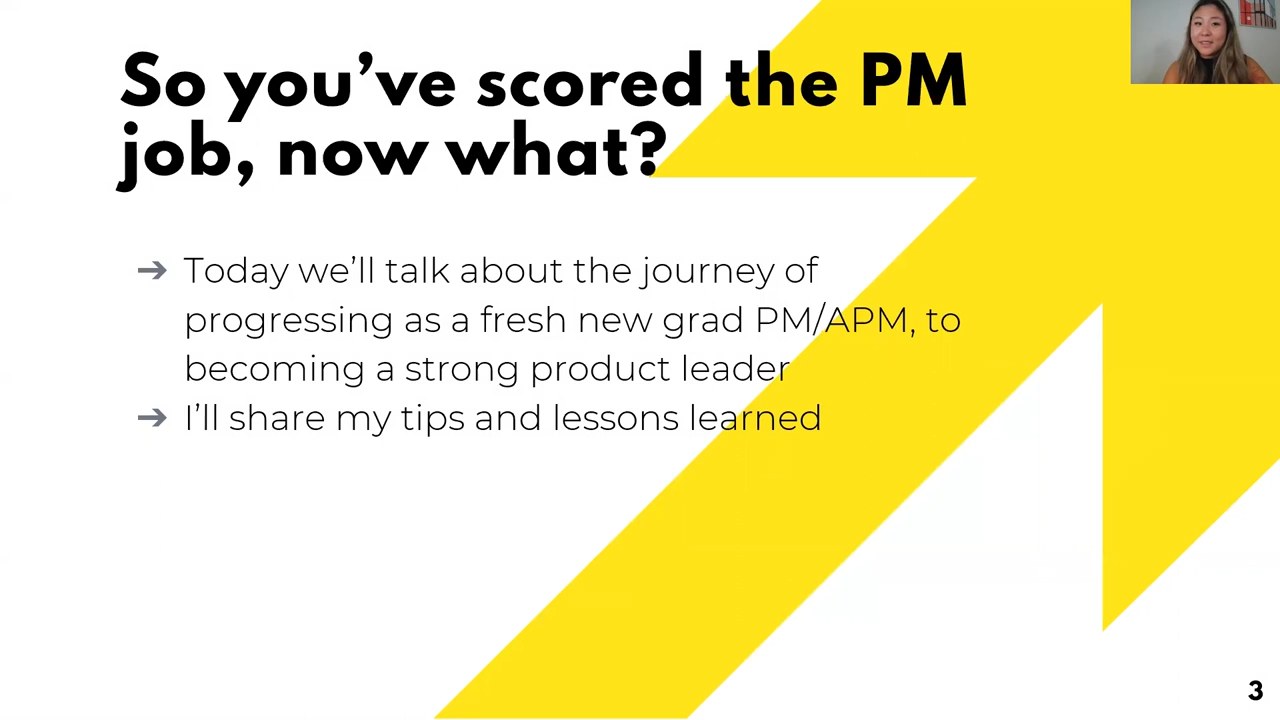 So you’ve scored the PM
job, now what?
➔ Today we’ll talk about the journey of
progressing as a fresh new grad PM/APM, to
becoming a strong product leader
➔ I’ll share my tips and lessons learned
3